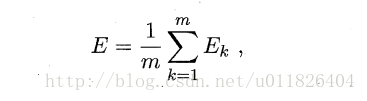 E = \frac{1}{m} \sum_{k=1}^{m} E_k ,
http://blog.csdn.net/u011826404